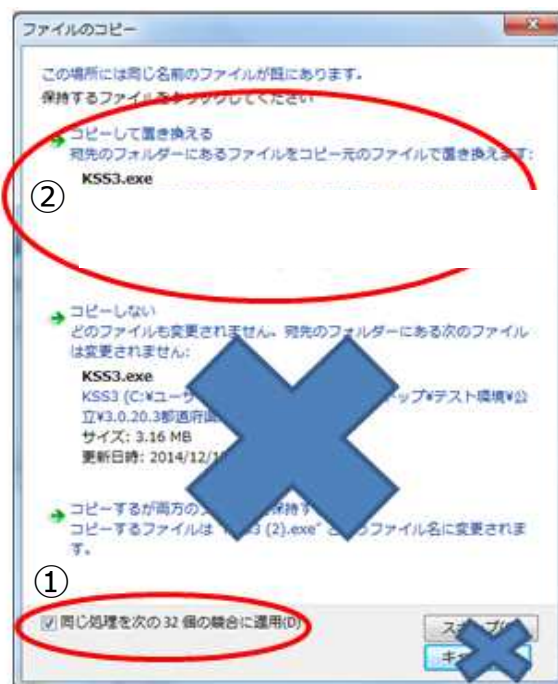 ファイルのコピー
この場所には同じ名前のファイルが既にあります。
保持するファイルをクリックしてください
コピーして置き換える
宛先のフォルダーにあるファイルをコピー元のファイルで置き換えます:
②
KSS3.exe
コピーしない
どのファイルも変更されません。宛先のフォルダーにある次のファイル
は変更されません:
KSS3.exe
KSS3 (C:¥ユーザ
ップ¥テスト環境¥公
立¥3.0.20.3都道府
サイズ: 3.16 MB
更新日時: 2014/12/
コピーするが両方の
保持す
コピーするファイルは
(2).exe" 
ファイル名に変更されま
す。
①
同じ処理を次の 32 個の競合に適用(D)